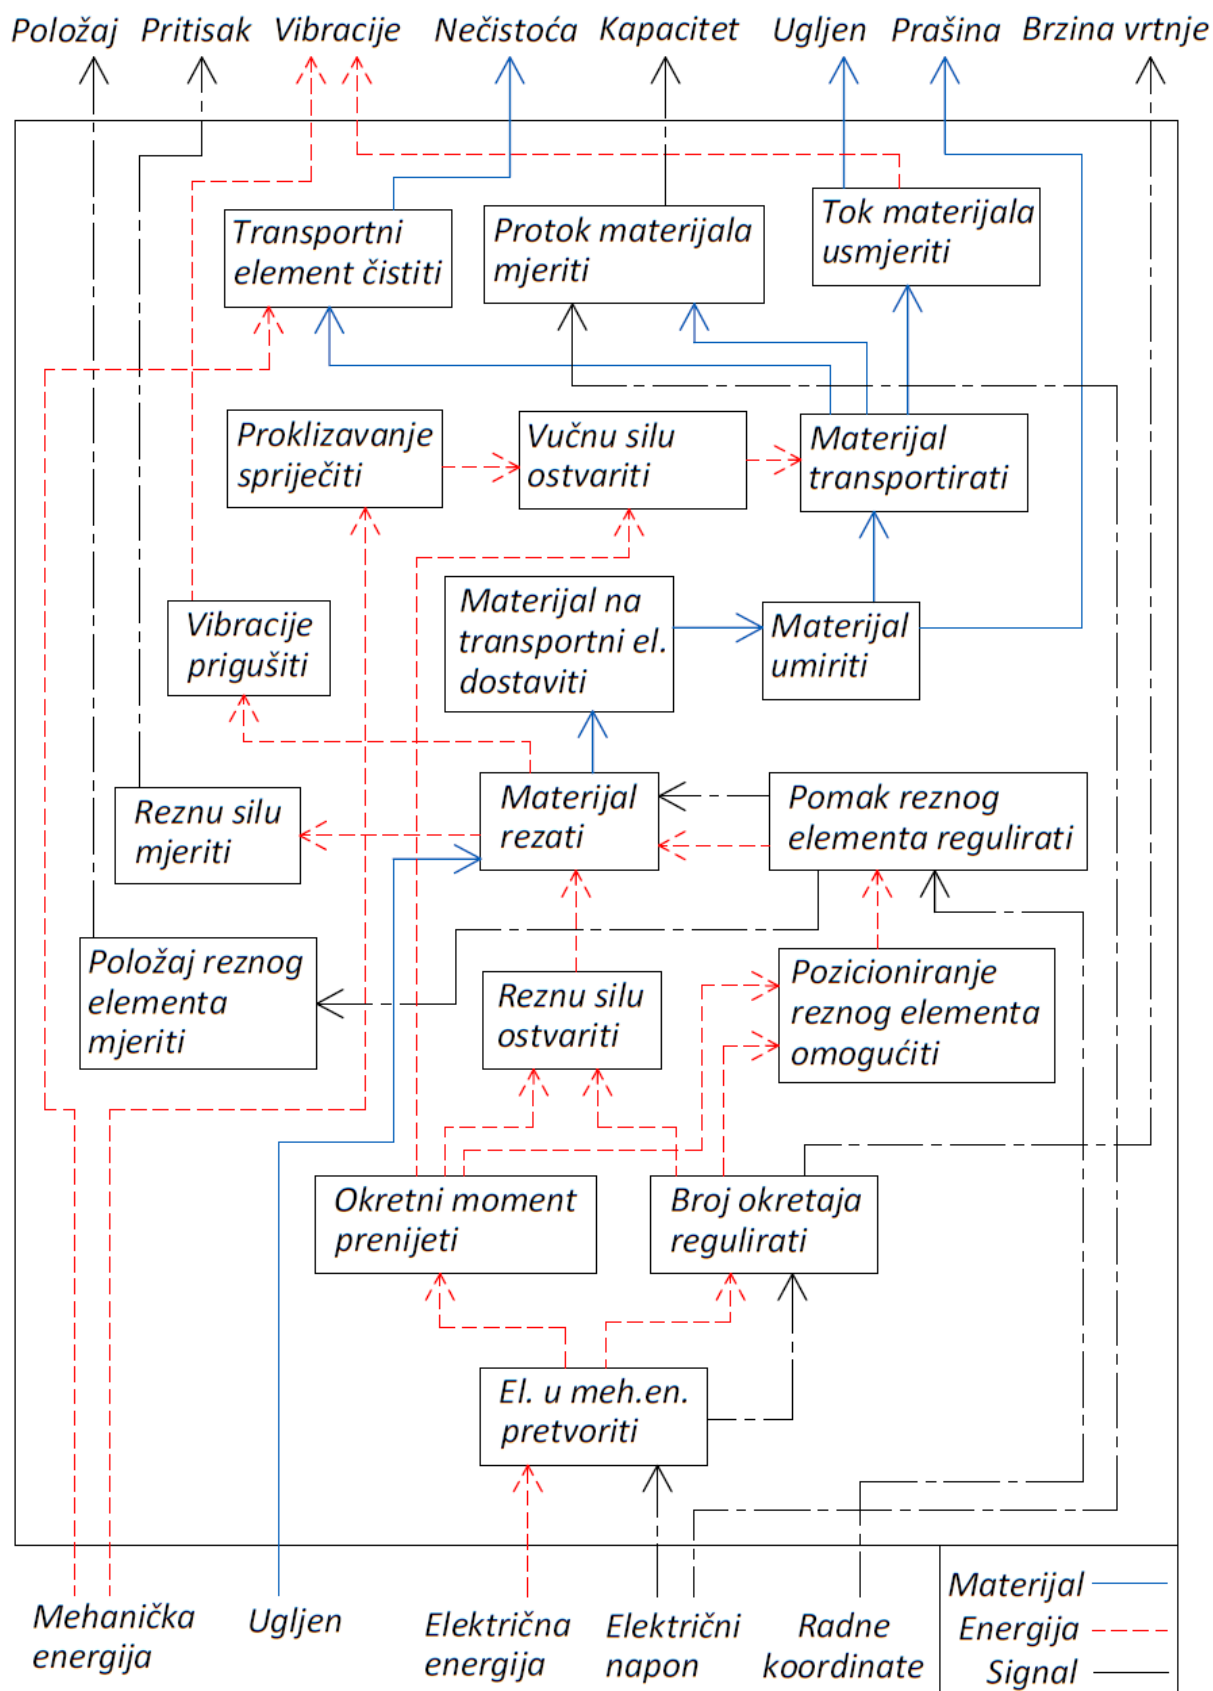 Položaj
Pritisak
Vibracije
Nečistoća
Kapacitet
Ugljen
Prašina
Brzina vrtnje
Transportni
element čistiti
Protok materijala
mjeriti
Tok materijala
usmjeriti
Proklizavanje
spriječiti
Vučnu silu
ostvariti
Materijal
transportirati
Vibracije
prigušiti
Materijal na
transportni el.
dostaviti
Materijal
umiriti
Reznu silu
mjeriti
Materijal
rezati
Pomak reznog
elementa regulirati
Položaj reznog
elementa
mjeriti
Reznu silu
ostvariti
Pozicioniranje
reznog elementa
omogućiti
Okretni moment
prenijeti
Broj okretaja
regulirati
El. u meh.en.
pretvoriti
Mehanička
energija
Ugljen
Električna
energija
Električni
napon
Radne
koordinate
Materijal
Energija
Signal